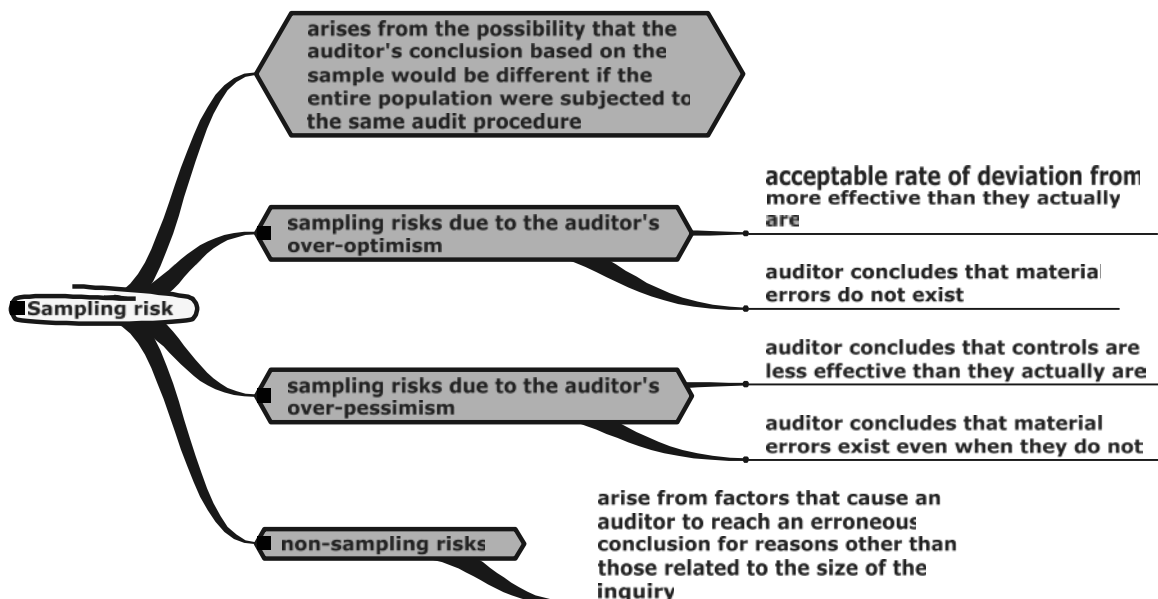 arises from the possibility that the
auditor's conclusion based on the
sample would be different if the
entire population were subjected to
the same audit procedure
acceptable rate of deviation from
more effective than they actually
are
sampling risks due to the auditor's
over-optimism
auditor concludes that material
errors do not exist
Sampling risk
auditor concludes that controls are
less effective than they actually are
sampling risks due to the auditor's
over-pessimism
auditor concludes that material
errors exist even when they do not
non-sampling risks
arise from factors that cause an
auditor to reach an erroneous
conclusion for reasons other than
those related to the size of the
inquiry